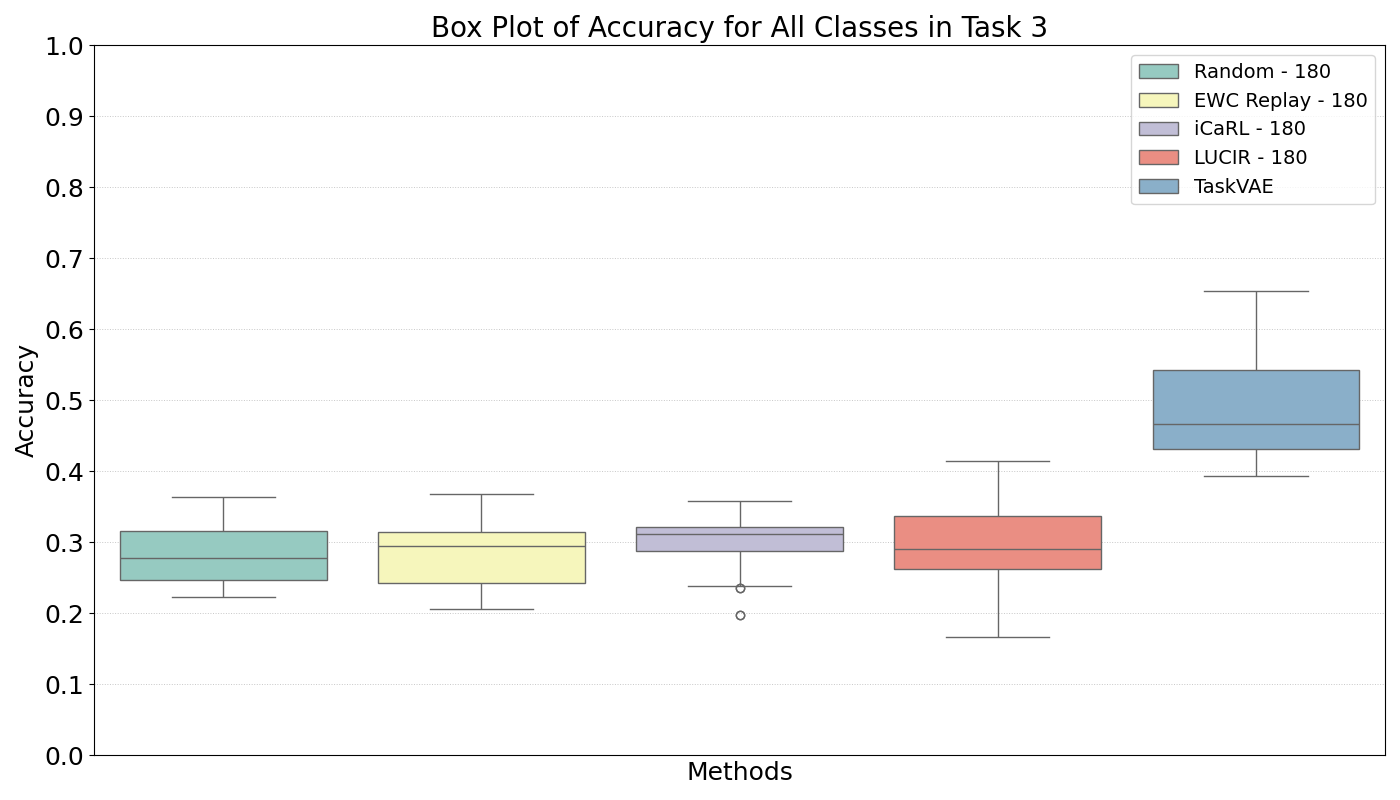 Box Plot of Accuracy for All Classes in Task 3
1.0
0.9
0.8
0.7
0.6
0.5
0.4
0.3
0.2
0.1
0.0
Accuracy
Methods
Random - 180
EWC Replay - 180
iCaRL - 180
LUCIR - 180
TaskVAE